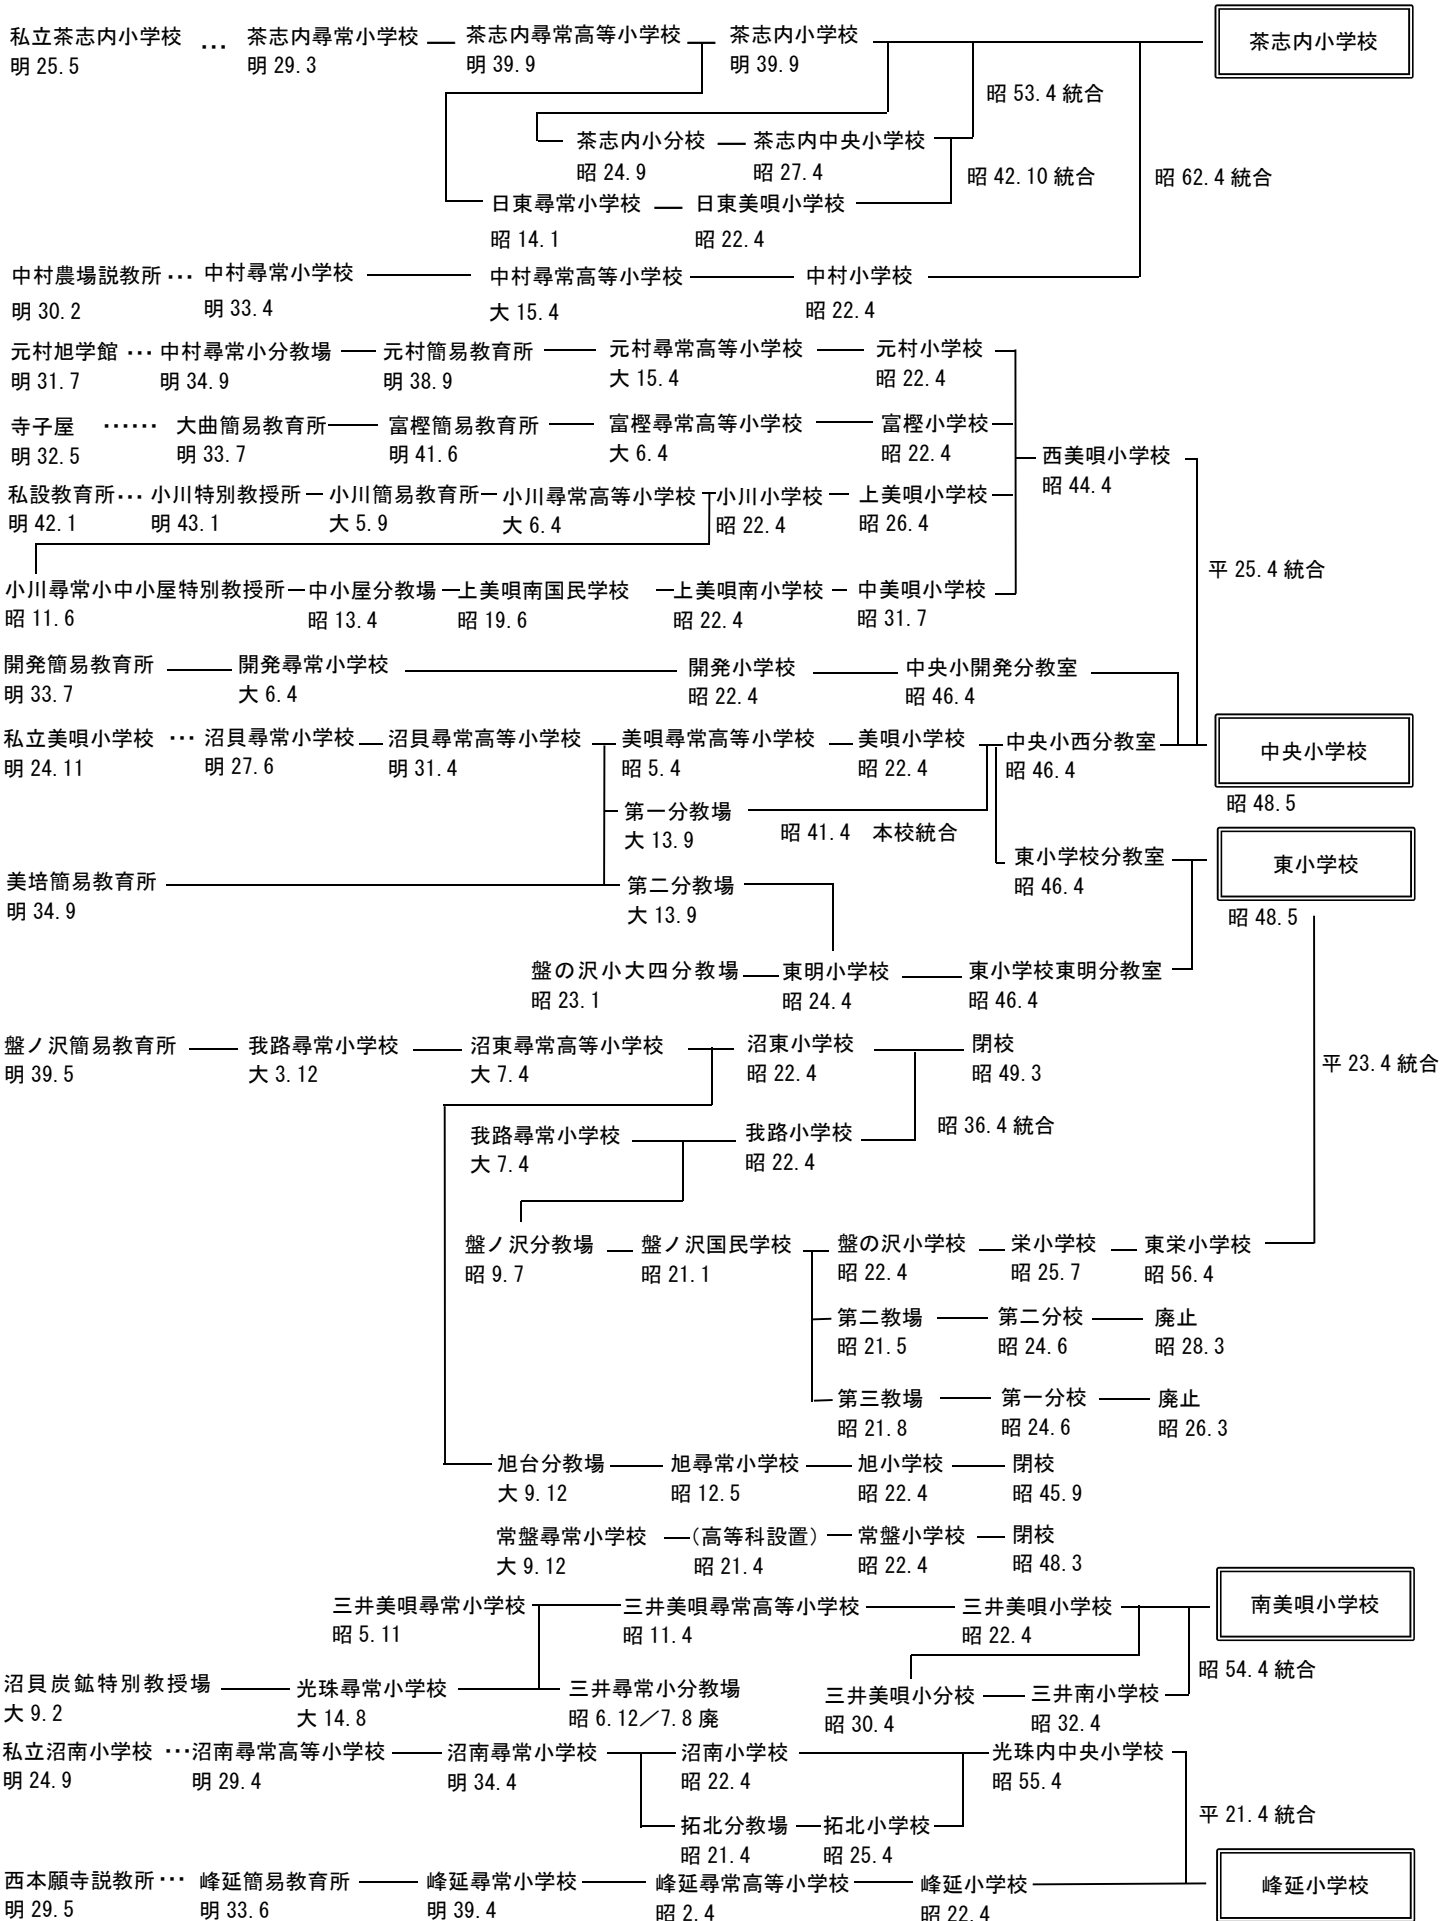 私立茶志内小学校 … 茶志内尋常小学校 茶志内尋常高等小学校 茶志内小学校 茶志内小学校
明 25.5 明 29.3 明 39.9 明 39.9
昭 53.4 統合
茶志内小分校 茶志内中央小学校
昭 24.9 昭 27.4 昭 42.10 統合 昭 62.4 統合
日東尋常小学校 日東美唄小学校
昭 14.1 昭 22.4
中村農場説教所 … 中村尋常小学校 中村尋常高等小学校 中村小学校
明 30.2 明 33.4 大 15.4 昭 22.4
元村旭学館 … 中村尋常小分教場 元村簡易教育所 元村尋常高等小学校 元村小学校
明 31.7 明 34.9 明 38.9 大 15.4 昭 22.4
寺子屋 …… 大曲簡易教育所 富樫簡易教育所 富樫尋常高等小学校 富樫小学校
明 32.5 明 33.7 明 41.6 大 6.4 昭 22.4
西美唄小学校
昭 44.4
私設教育所… 小川特別教授所 小川簡易教育所 小川尋常高等小学校 小川小学校 上美唄小学校
明 42.1 明 43.1 大 5.9 大 6.4 昭 22.4 昭 26.4
平 25.4 統合
小川尋常小中小屋特別教授所 中小屋分教場 上美唄南国民学校 上美唄南小学校 中美唄小学校
昭 11.6 昭 13.4 昭 19.6 昭 22.4 昭 31.7
開発簡易教育所 開発尋常小学校 開発小学校 中央小開発分教室
明 33.7 大 6.4 昭 22.4 昭 46.4
私立美唄小学校 … 沼貝尋常小学校 沼貝尋常高等小学校 美唄尋常高等小学校 美唄小学校 中央小西分教室 中央小学校
明 24.11 明 27.6 明 31.4 昭 5.4 昭 22.4 昭 46.4
昭 48.5
第一分教場
大 13.9 昭 41.4 本校統合
東小学校分教室 東小学校
昭 46.4
昭 48.5
美培簡易教育所 第二分教場
明 34.9 大 13.9
盤の沢小大四分教場 東明小学校 東小学校東明分教室
昭 23.1 昭 24.4 昭 46.4
盤ノ沢簡易教育所 我路尋常小学校 沼東尋常高等小学校 沼東小学校 閉校
明 39.5 大 3.12 大 7.4 昭 22.4 昭 49.3
平 23.4 統合
昭 36.4 統合
我路尋常小学校 我路小学校
大 7.4 昭 22.4
盤ノ沢分教場 盤ノ沢国民学校 盤の沢小学校 栄小学校 東栄小学校
昭 9.7 昭 21.1 昭 22.4 昭 25.7 昭 56.4
第二教場 第二分校 廃止
昭 21.5 昭 24.6 昭 28.3
第三教場 第一分校 廃止
昭 21.8 昭 24.6 昭 26.3
旭台分教場 旭尋常小学校 旭小学校 閉校
大 9.12 昭 12.5 昭 22.4 昭 45.9
常盤尋常小学校 (高等科設置) 常盤小学校 閉校
大 9.12 昭 21.4 昭 22.4 昭 48.3
三井美唄尋常小学校 三井美唄尋常高等小学校 三井美唄小学校 南美唄小学校
昭 5.11 昭 11.4 昭 22.4
昭 54.4 統合
沼貝炭鉱特別教授場 光珠尋常小学校 三井尋常小分教場 三井美唄小分校 三井南小学校
大 9.2 大 14.8 昭 6.12／7.8 廃 昭 30.4 昭 32.4
私立沼南小学校 …沼南尋常高等小学校 沼南尋常小学校 沼南小学校 光珠内中央小学校
明 24.9 明 29.4 明 34.4 昭 22.4 昭 55.4
平 21.4 統合
拓北分教場 拓北小学校
昭 21.4 昭 25.4
西本願寺説教所… 峰延簡易教育所 峰延尋常小学校 峰延尋常高等小学校 峰延小学校 峰延小学校
明 29.5 明 33.6 明 39.4 昭 2.4 昭 22.4